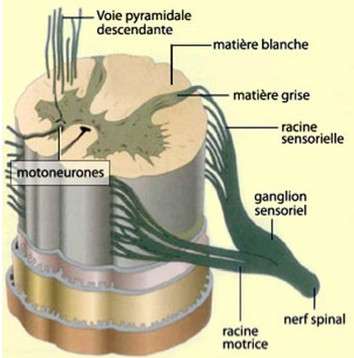 Voie pyramidale
descendante
matière blanche
matière grise
racine
sensorielle
motoneurones
ganglion
sensoriel
nerf spinal
racine
motrice